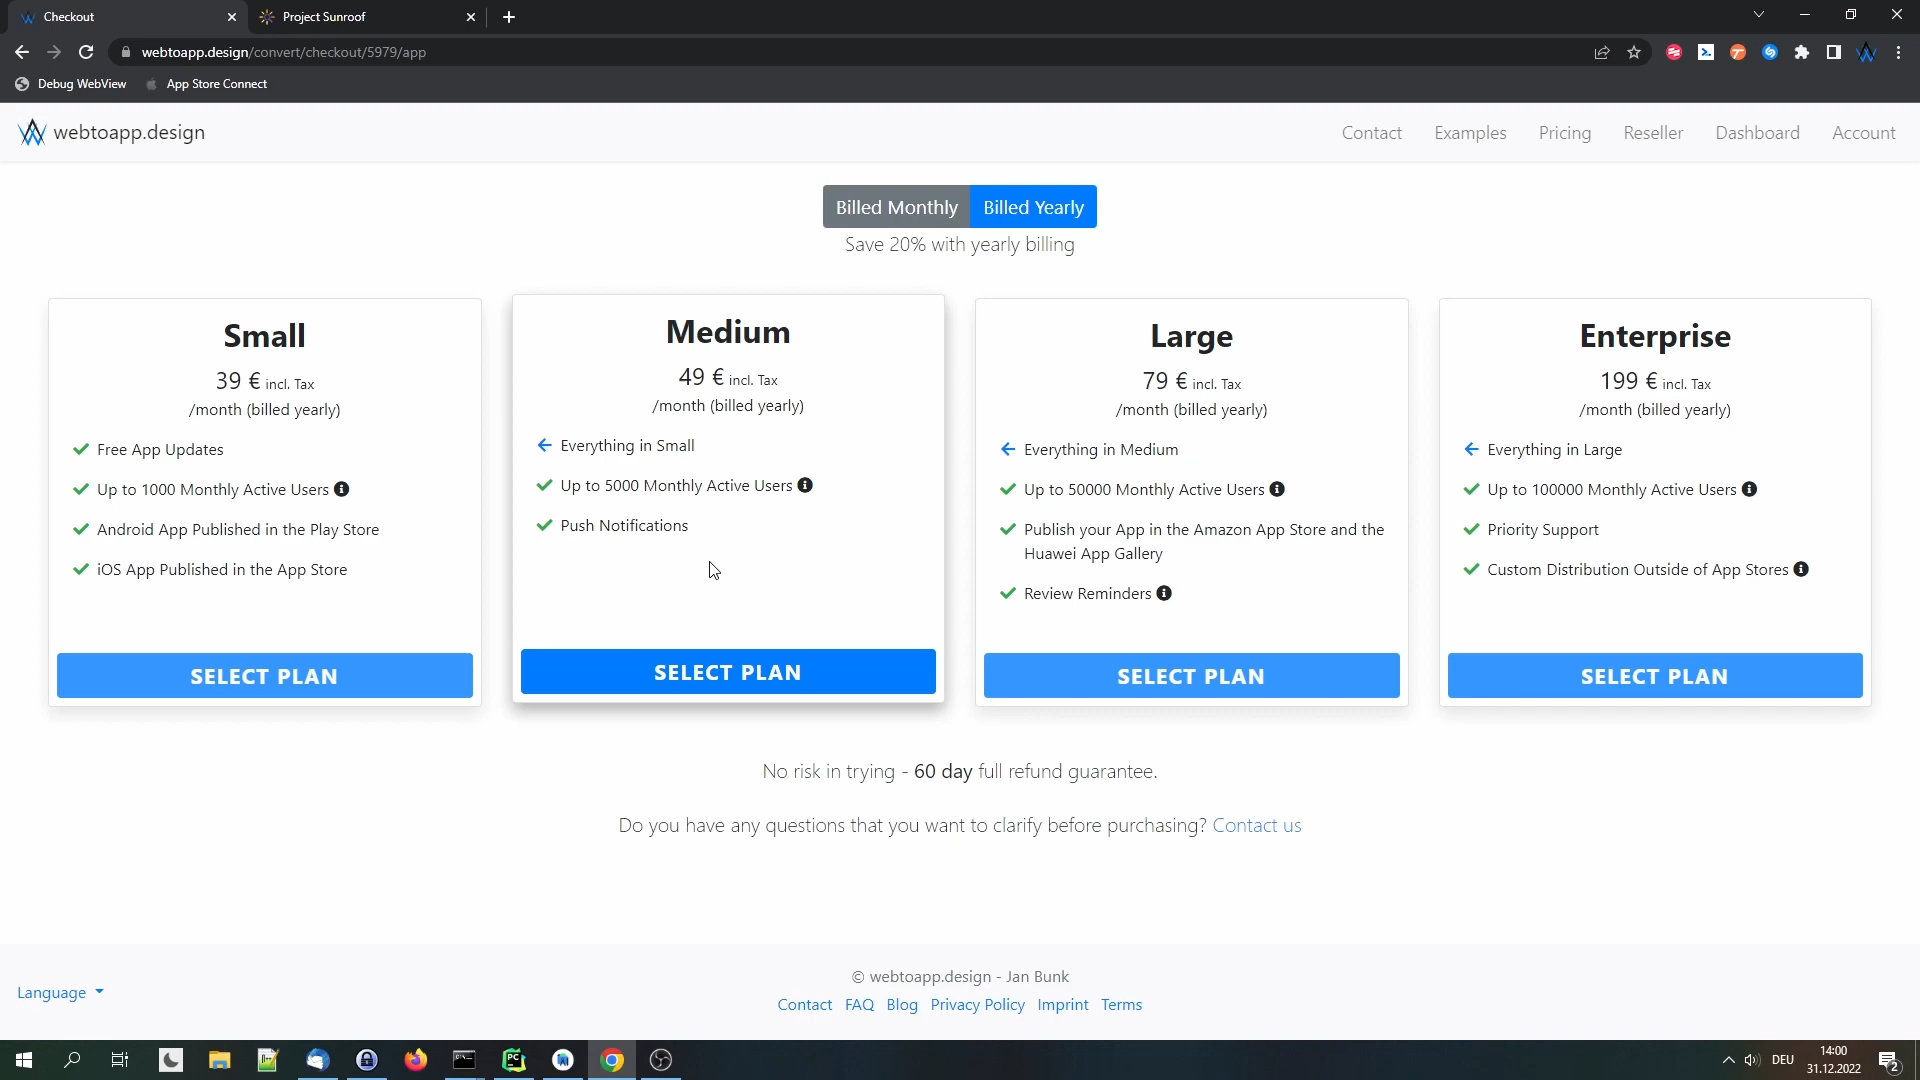 Checkout
Project Sunroof
webtoapp.design/convert/checkout/5979/app
Debug WebView
App Store Connect
webtoapp.design
Contact
Examples
Pricing
Reseller
Dashboard
Account
Billed Monthly
Billed Yearly
Save 20% with yearly billing
Small
39 € incl. Tax
/month (billed yearly)
Free App Updates
Up to 1000 Monthly Active Users
Android App Published in the Play Store
iOS App Published in the App Store
SELECT PLAN
Medium
49 € incl. Tax
/month (billed yearly)
Everything in Small
Up to 5000 Monthly Active Users
Push Notifications
SELECT PLAN
Large
79 € incl. Tax
/month (billed yearly)
Everything in Medium
Up to 50000 Monthly Active Users
Publish your App in the Amazon App Store and the
Huawei App Gallery
Review Reminders
SELECT PLAN
Enterprise
199 € incl. Tax
/month (billed yearly)
Everything in Large
Up to 100000 Monthly Active Users
Priority Support
Custom Distribution Outside of App Stores
SELECT PLAN
No risk in trying - 60 day full refund guarantee.
Do you have any questions that you want to clarify before purchasing? Contact us
Language
© webtoapp.design - Jan Bunk
Contact FAQ Blog Privacy Policy Imprint Terms
DEU
14:00
31.12.2022
2